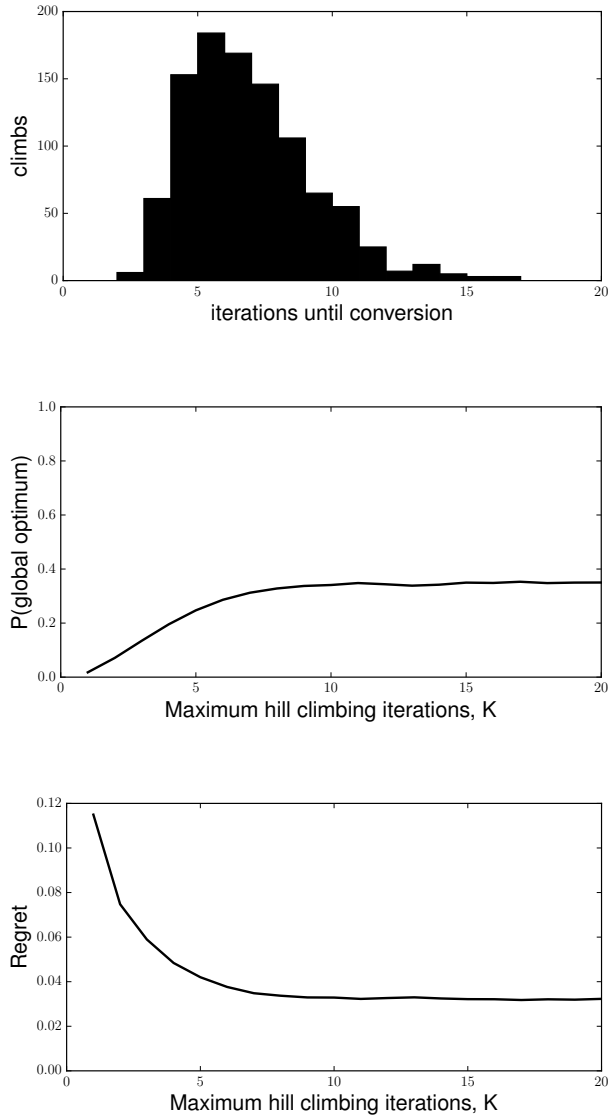 200
150
climbs
100
50
0
0 5 10 15 20
iterations until conversion
1.0
0.8
P(global optimum)
0.6
0.4
0.2
0.0
0 5 10 15 20
Maximum hill climbing iterations, K
0.12
0.10
0.08
Regret
0.06
0.04
0.02
0.00
0 5 10 15 20
Maximum hill climbing iterations, K